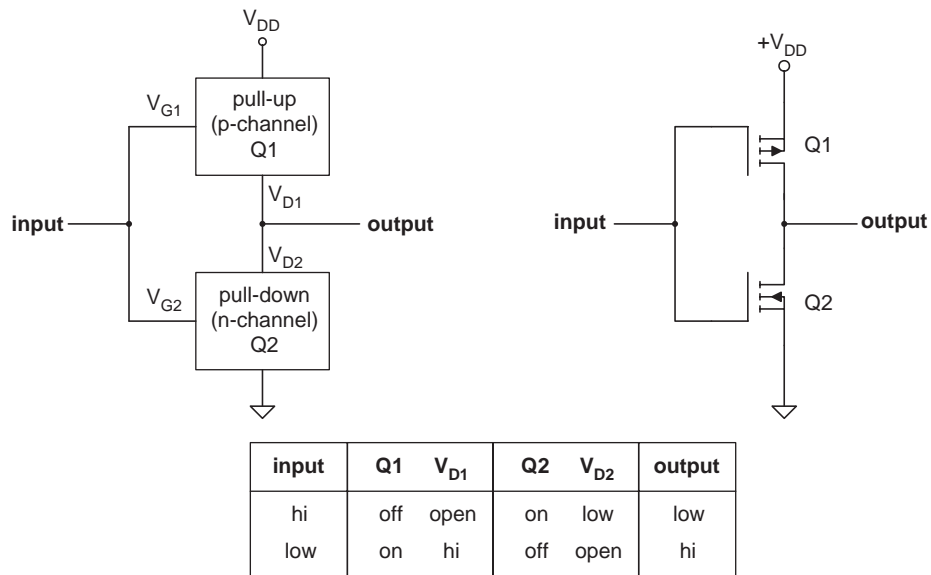 V_DD
pull-up
(p-channel)
Q1
V_G1
V_D1
input
output
V_D2
V_G2
pull-down
(n-channel)
Q2
+V_DD
Q1
input
output
Q2
input Q1 V_D1 Q2 V_D2 output
hi off open on low low
low on hi off open hi